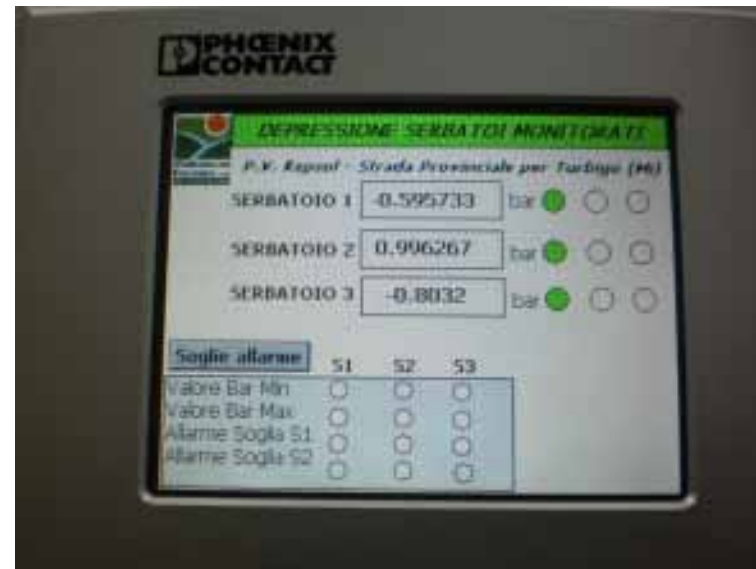 PHŒNIX
CONTACT
DEPRESSIONE SERBATOI MONITORATI
P.V. Repsol - Strada Provinciale per Turbigo (MI)
SERBATOIO 1 -0.595733 bar
SERBATOIO 2 0.996267 bar
SERBATOIO 3 -0.8032 bar
Soglie allarme S1 S2 S3
Valore Bar Min
Valore Bar Max
Allarme Soglia S1
Allarme Soglia S2